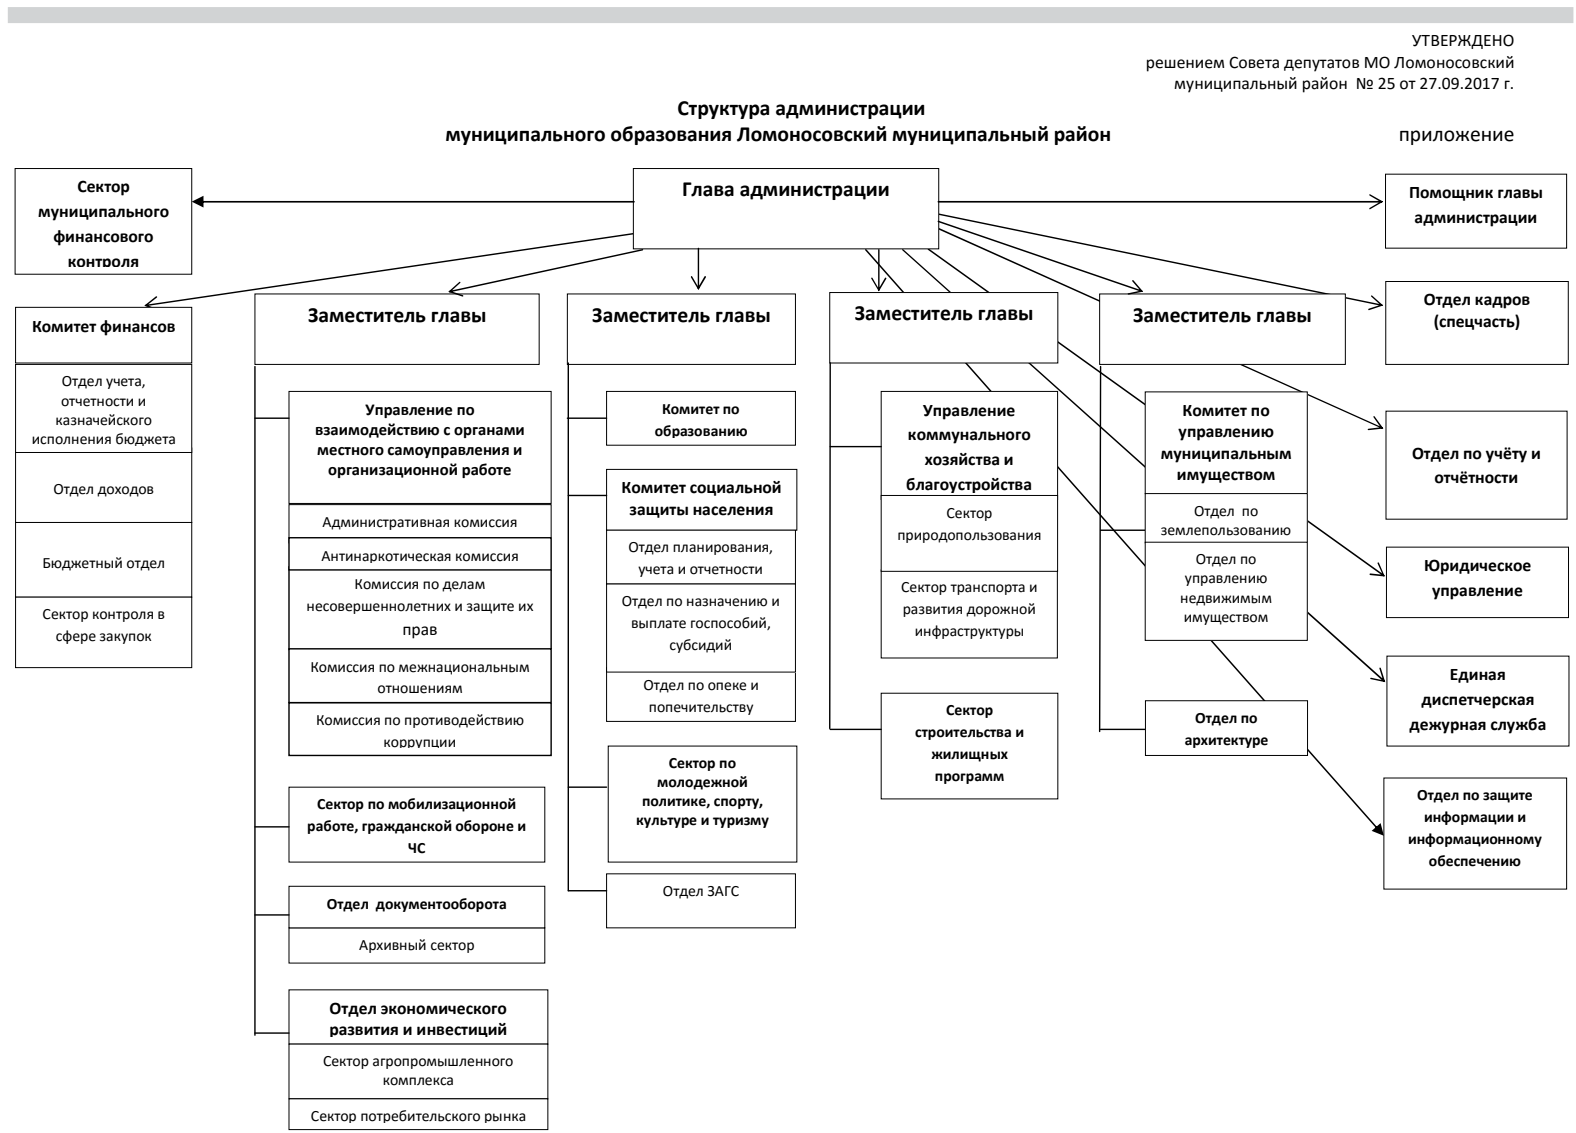 УТВЕРЖДЕНО
решением Совета депутатов МО Ломоносовский
муниципальный район № 25 от 27.09.2017 г.
Структура администрации
муниципального образования Ломоносовский муниципальный район
приложение
Сектор
муниципального
финансового
контроля
Глава администрации
Помощник главы
администрации
Комитет финансов
Заместитель главы
Заместитель главы
Заместитель главы
Заместитель главы
Отдел кадров
(спецчасть)
Отдел учета,
отчетности и
казначейского
исполнения бюджета
Отдел доходов
Бюджетный отдел
Сектор контроля в
сфере закупок
Управление по
взаимодействию с органами
местного самоуправления и
организационной работе
Административная комиссия
Антинаркотическая комиссия
Комиссия по делам
несовершеннолетних и защите их
прав
Комиссия по межнациональным
отношениям
Комиссия по противодействию
коррупции
Сектор по мобилизационной
работе, гражданской обороне и
ЧС
Отдел документооборота
Архивный сектор
Отдел экономического
развития и инвестиций
Сектор агропромышленного
комплекса
Сектор потребительского рынка
Комитет по
образованию
Комитет социальной
защиты населения
Отдел планирования,
учета и отчетности
Отдел по назначению и
выплате госпособий,
субсидий
Отдел по опеке и
попечительству
Сектор по
молодежной
политике, спорту,
культуре и туризму
Отдел ЗАГС
Управление
коммунального
хозяйства и
благоустройства
Сектор
природопользования
Сектор транспорта и
развития дорожной
инфраструктуры
Сектор
строительства и
жилищных
программ
Комитет по
управлению
муниципальным
имуществом
Отдел по
землепользованию
Отдел по
управлению
недвижимым
имуществом
Отдел по
архитектуре
Отдел по учёту и
отчётности
Юридическое
управление
Единая
диспетчерская
дежурная служба
Отдел по защите
информации и
информационному
обеспечению